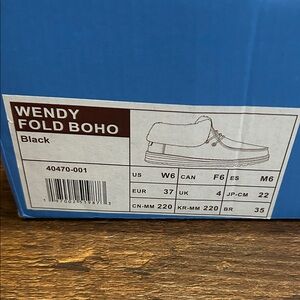 WENDY
FOLD BOHO
Black
40470-001
US W6 CAN F6 ES M6
EUR 37 UK 4 JP-CM 22
CN-MM 220 KR-MM 220 BR 35